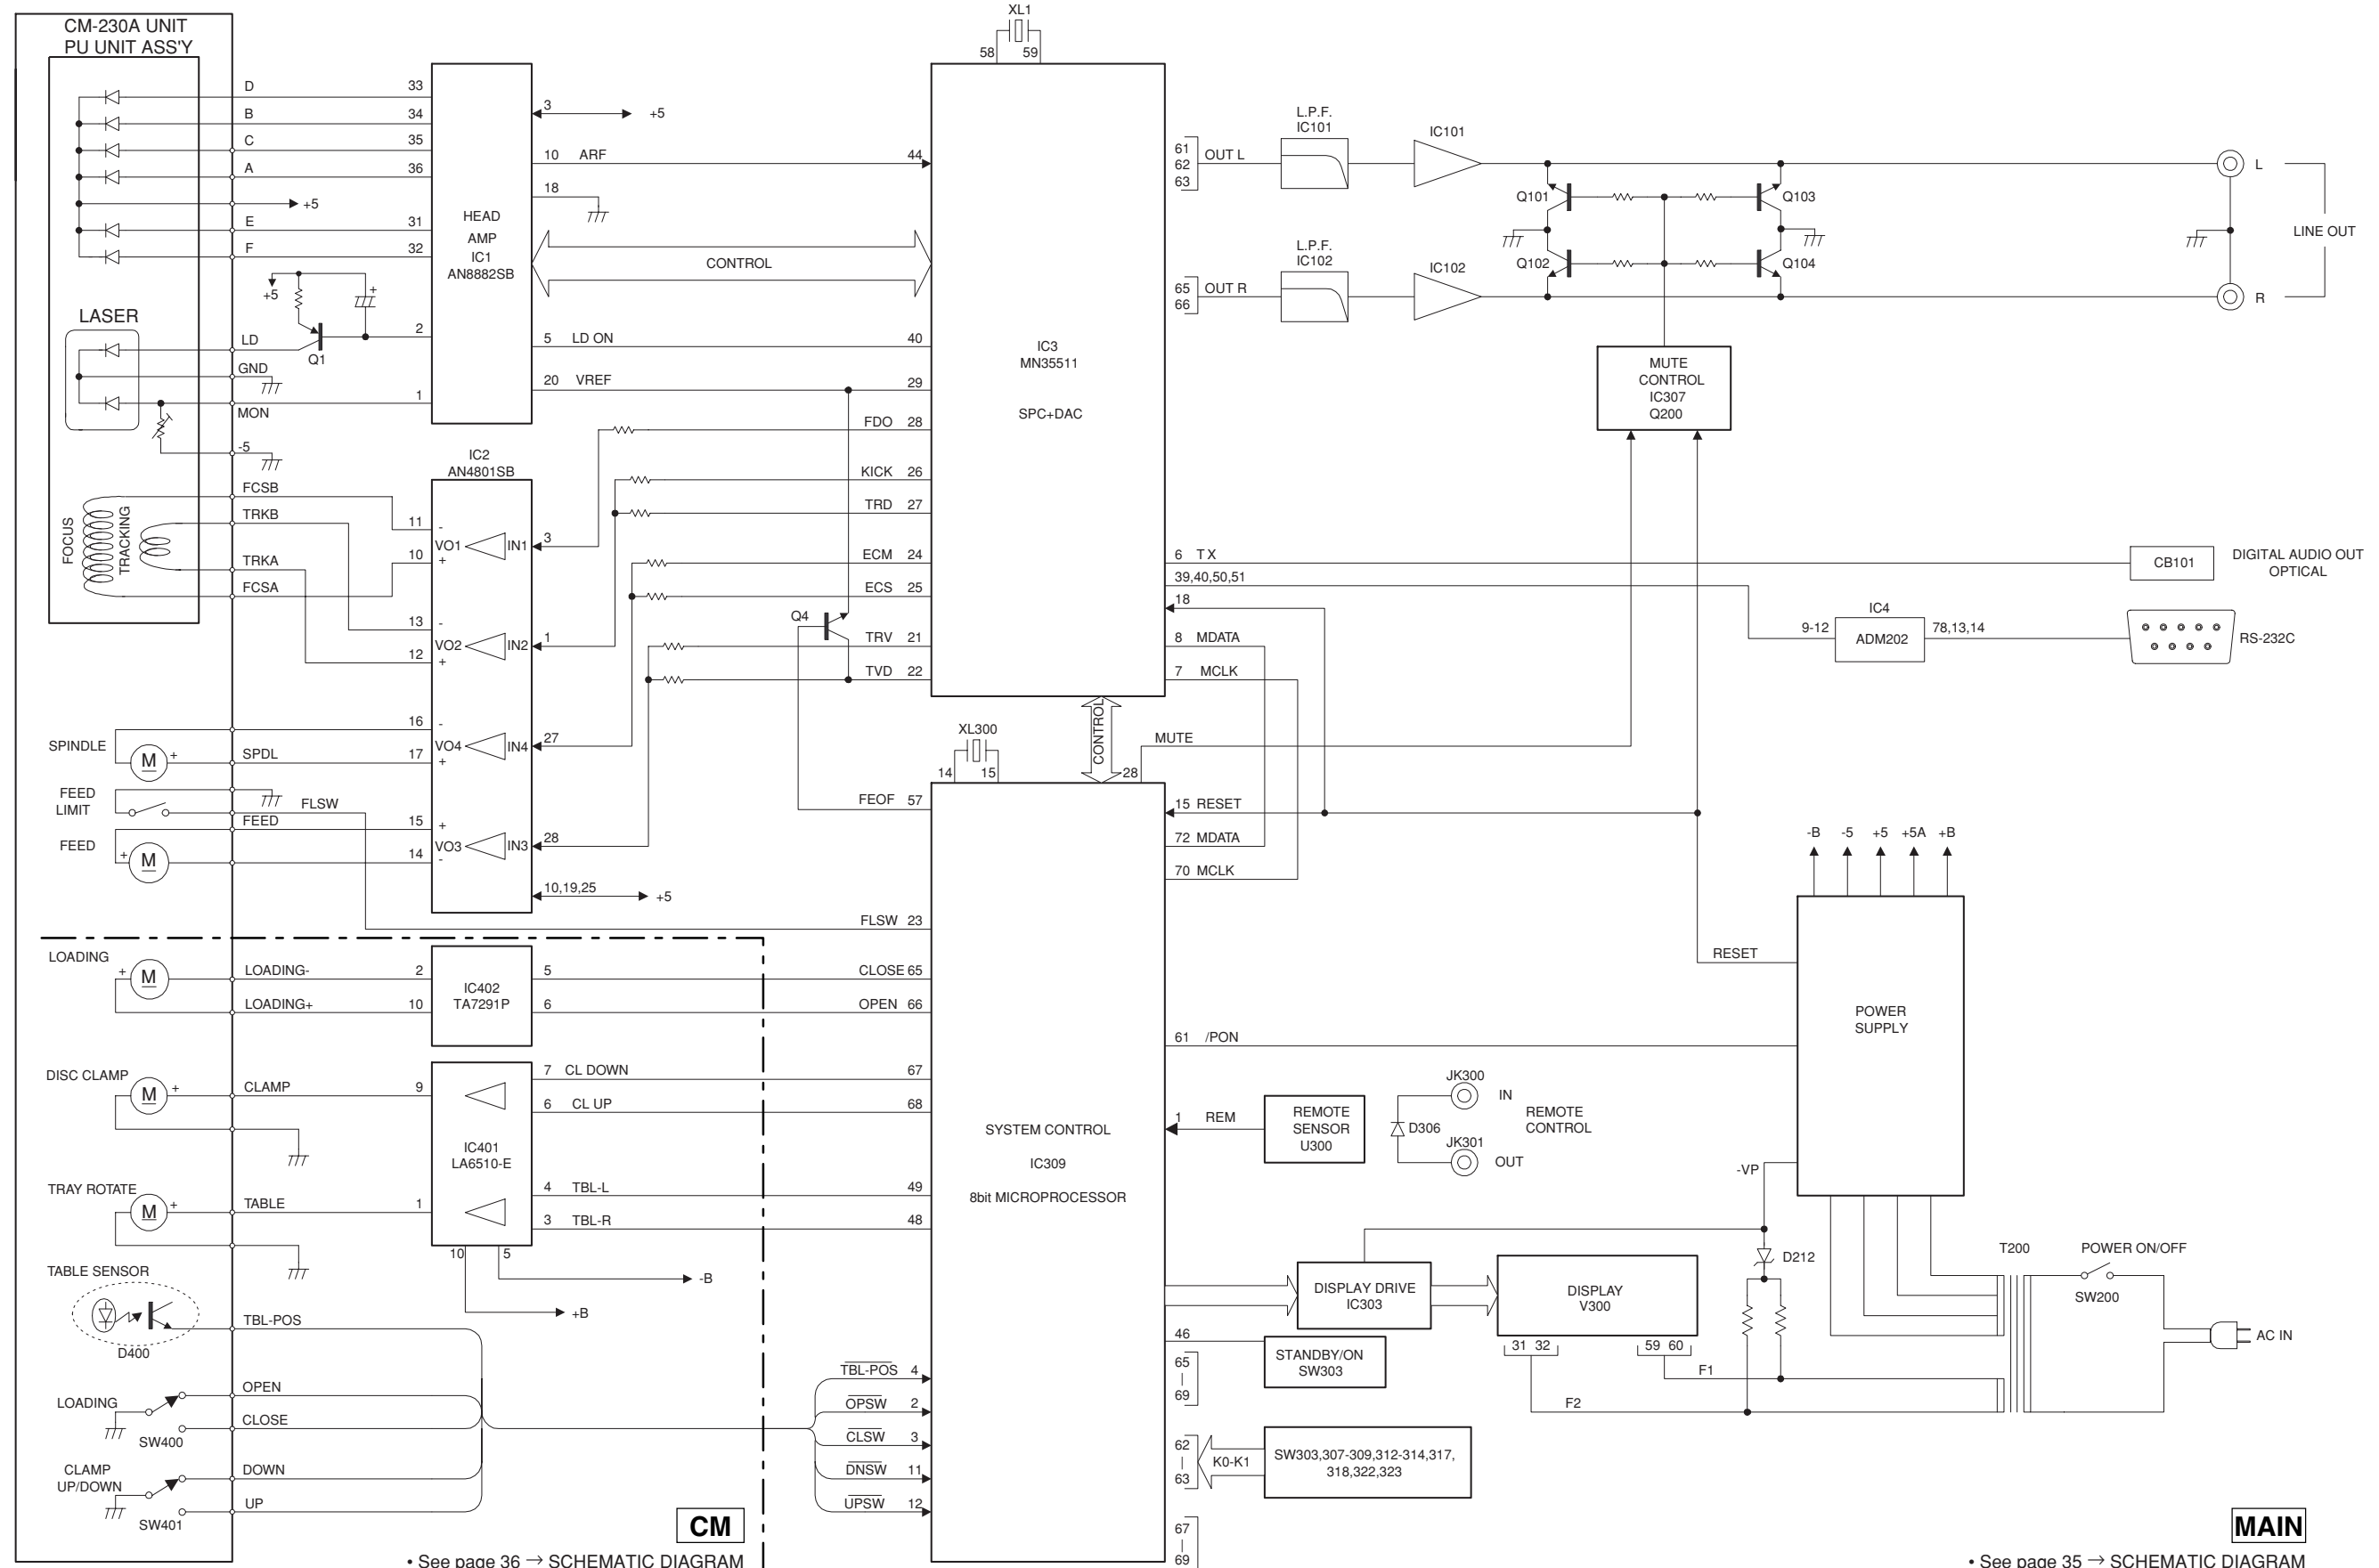 CM-230A UNIT
PU UNIT ASS'Y
D 33
B 34
C 35
A 36
+5
E 31
F 32
+5
+
LASER
LD
Q1
2
GND
1
MON
-5
HEAD
AMP
IC1
AN8882SB
3
+5
10 ARF 44
18
CONTROL
5 LD ON 40
20 VREF 29
FDO 28
KICK 26
TRD 27
ECM 24
ECS 25
TRV 21
TVD 22
Q4
XL1
58 59
IC3
MN35511
SPC+DAC
IC2
AN4801SB
FOCUS
TRACKING
FCSB
TRKB
TRKA
FCSA
11 -
VO1 IN1 3
10 +
13 -
VO2 IN2 1
12 +
16 -
VO4 IN4 27
17 +
15 +
VO3 IN3 28
14 -
10,19,25 +5
SPINDLE
M +
SPDL
FEED
LIMIT
FLSW
FEED
FEED
+ M
FEOF 57
FLSW 23
61
62
63
OUT L
L.P.F.
IC101
IC101
Q101
Q103
Q102
Q104
65
66
OUT R
L.P.F.
IC102
IC102
L
LINE OUT
R
MUTE
CONTROL
IC307
Q200
6 TX
CB101
DIGITAL AUDIO OUT
OPTICAL
39,40,50,51
18
8 MDATA
7 MCLK
9-12
IC4
ADM202
78,13,14
RS-232C
XL300
14 15
CONTROL
28
MUTE
15 RESET
72 MDATA
70 MCLK
-B -5 +5 +5A +B
RESET
POWER
SUPPLY
LOADING
+ M
LOADING-
LOADING+
2
10
IC402
TA7291P
5
6
CLOSE 65
OPEN 66
DISC CLAMP
M +
CLAMP
9
7 CL DOWN 67
6 CL UP 68
IC401
LA6510-E
TRAY ROTATE
M +
TABLE
1
4 TBL-L 49
3 TBL-R 48
10 5
-B
+B
TABLE SENSOR
D400
TBL-POS
LOADING
SW400
OPEN
CLOSE
CLAMP
UP/DOWN
SW401
DOWN
UP
TBL-POS 4
OPSW 2
CLSW 3
DNSW 11
UPSW 12
SYSTEM CONTROL
IC309
8bit MICROPROCESSOR
61 /PON
1 REM
REMOTE
SENSOR
U300
D306
JK300
IN
REMOTE
CONTROL
JK301
OUT
-VP
D212
DISPLAY DRIVE
IC303
DISPLAY
V300
31 32
59 60
F1
F2
T200
POWER ON/OFF
SW200
AC IN
46
STANDBY/ON
SW303
65
|
69
62
|
63
K0-K1
SW303,307-309,312-314,317,
318,322,323
67
|
69
CM
• See page 36 → SCHEMATIC DIAGRAM
MAIN
• See page 35 → SCHEMATIC DIAGRAM